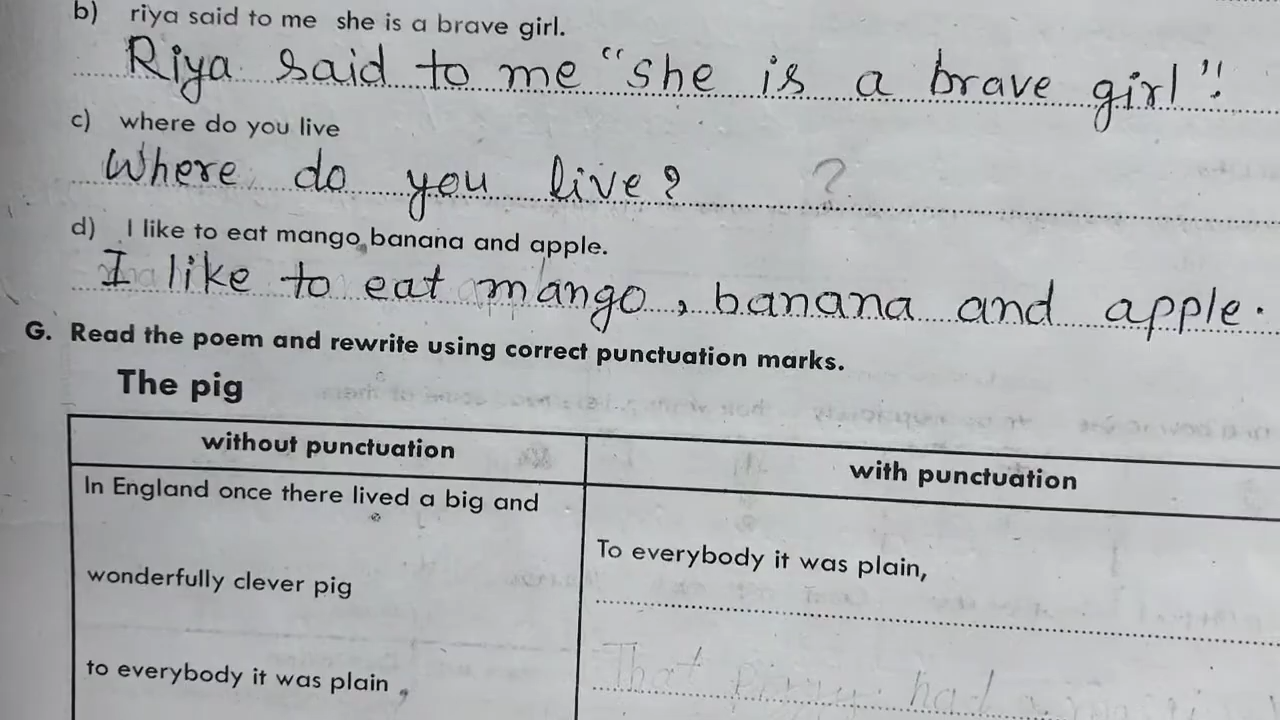 b) riya said to me she is a brave girl.
Riya said to me "she is a brave girl".
c) where do you live
Where do you live? ?
d) I like to eat mango, banana and apple.
I like to eat mango, banana and apple.
G. Read the poem and rewrite using correct punctuation marks.
The pig
without punctuation
with punctuation
In England once there lived a big and
wonderfully clever pig
to everybody it was plain,
To everybody it was plain,
That had